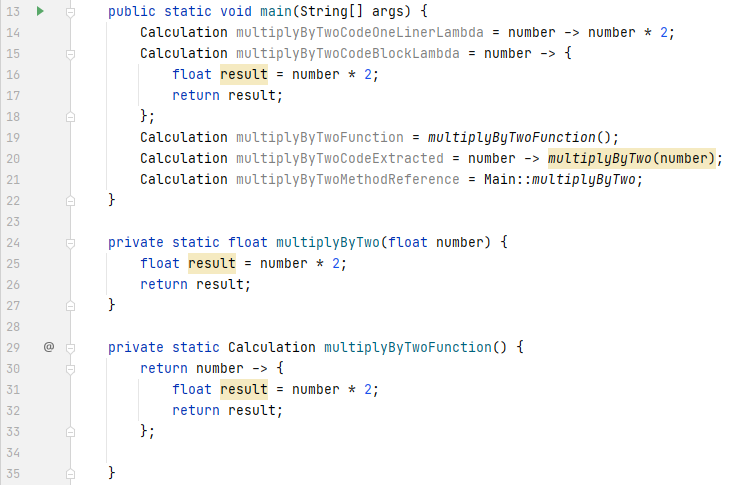 13 public static void main(String[] args) {
14 Calculation multiplyByTwoCodeOneLinerLambda = number -> number * 2;
15 Calculation multiplyByTwoCodeBlockLambda = number -> {
16 float result = number * 2;
17 return result;
18 };
19 Calculation multiplyByTwoFunction = multiplyByTwoFunction();
20 Calculation multiplyByTwoCodeExtracted = number -> multiplyByTwo(number);
21 Calculation multiplyByTwoMethodReference = Main::multiplyByTwo;
22 }
23
24 private static float multiplyByTwo(float number) {
25 float result = number * 2;
26 return result;
27 }
28
29 @ private static Calculation multiplyByTwoFunction() {
30 return number -> {
31 float result = number * 2;
32 return result;
33 };
34
35 }